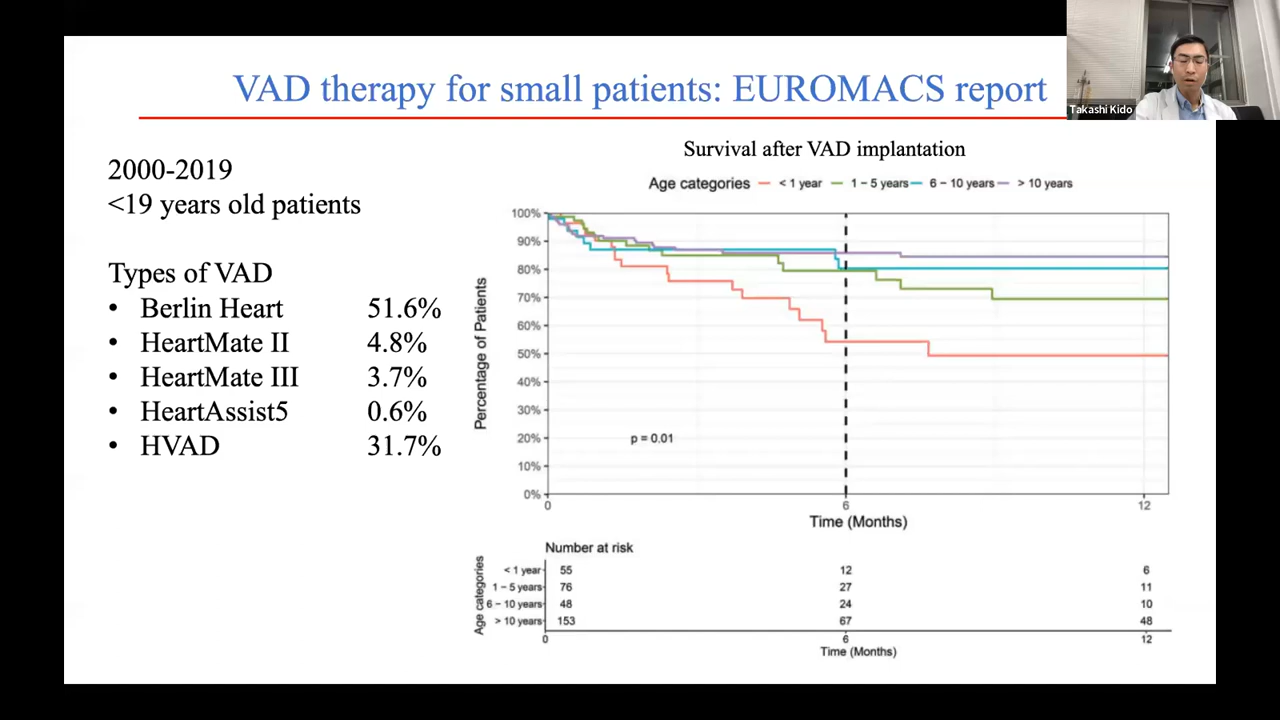 VAD therapy for small patients: EUROMACS report
Takashi Kido
2000-2019
<19 years old patients
Types of VAD
• Berlin Heart 51.6%
• HeartMate II 4.8%
• HeartMate III 3.7%
• HeartAssist5 0.6%
• HVAD 31.7%
Survival after VAD implantation
Age categories < 1 year 1 – 5 years 6 – 10 years > 10 years
Percentage of Patients
100%
90%
80%
70%
60%
50%
40%
30%
20%
10%
0%
p = 0.01
0 6 12
Time (Months)
Number at risk
Age categories
< 1 year 55 12 6
1 – 5 years 76 27 11
6 – 10 years 48 24 10
> 10 years 153 67 48
0 6 12
Time (Months)